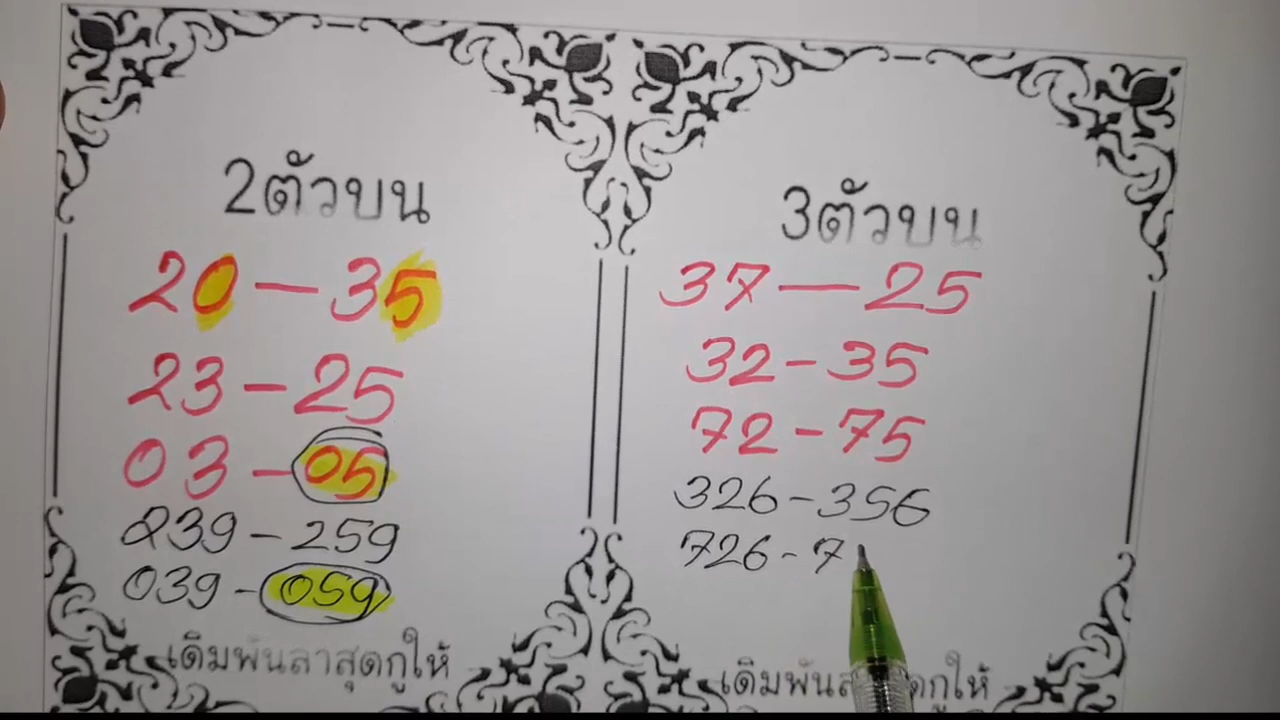 2ตัวบน
20 — 35
23 - 25
03 - 05
239 - 259
039 - 059
เดิมพันลาสุดกูให้
3ตัวบน
37 — 25
32 - 35
72 - 75
326 - 356
726 - 7